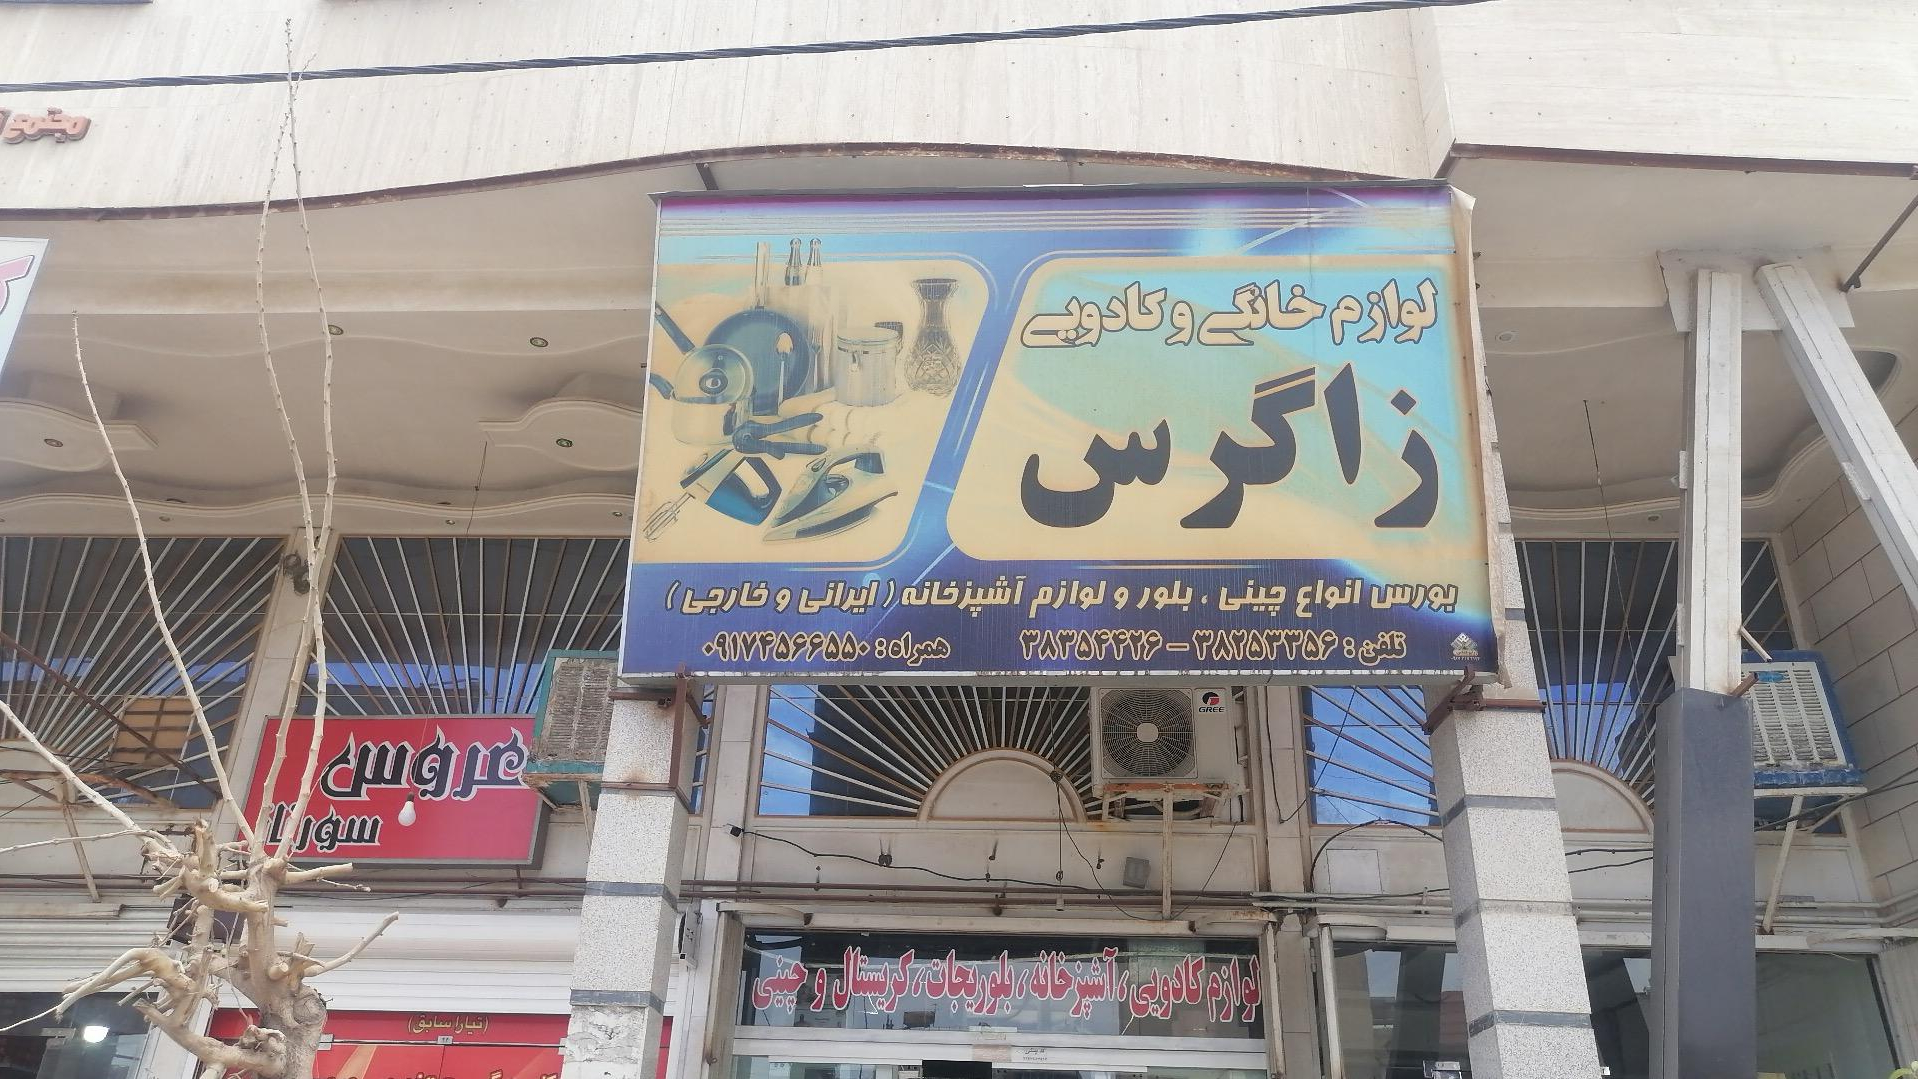 مجتمع
لوازم خانگی و کادویی
زاگرس
بورس انواع چینی ، بلور و لوازم آشپزخانه ( ایرانی و خارجی )
تلفن : ۳۸۲۵۳۳۵۶ - ۳۸۳۵۴۴۲۶ همراه : ۰۹۱۷۴۵۶۶۵۵۰
GREE
عروس
سورنا
لوازم کادویی ، آشپزخانه ، بلوریجات ، کریستال و چینی
(تیارا سابق)